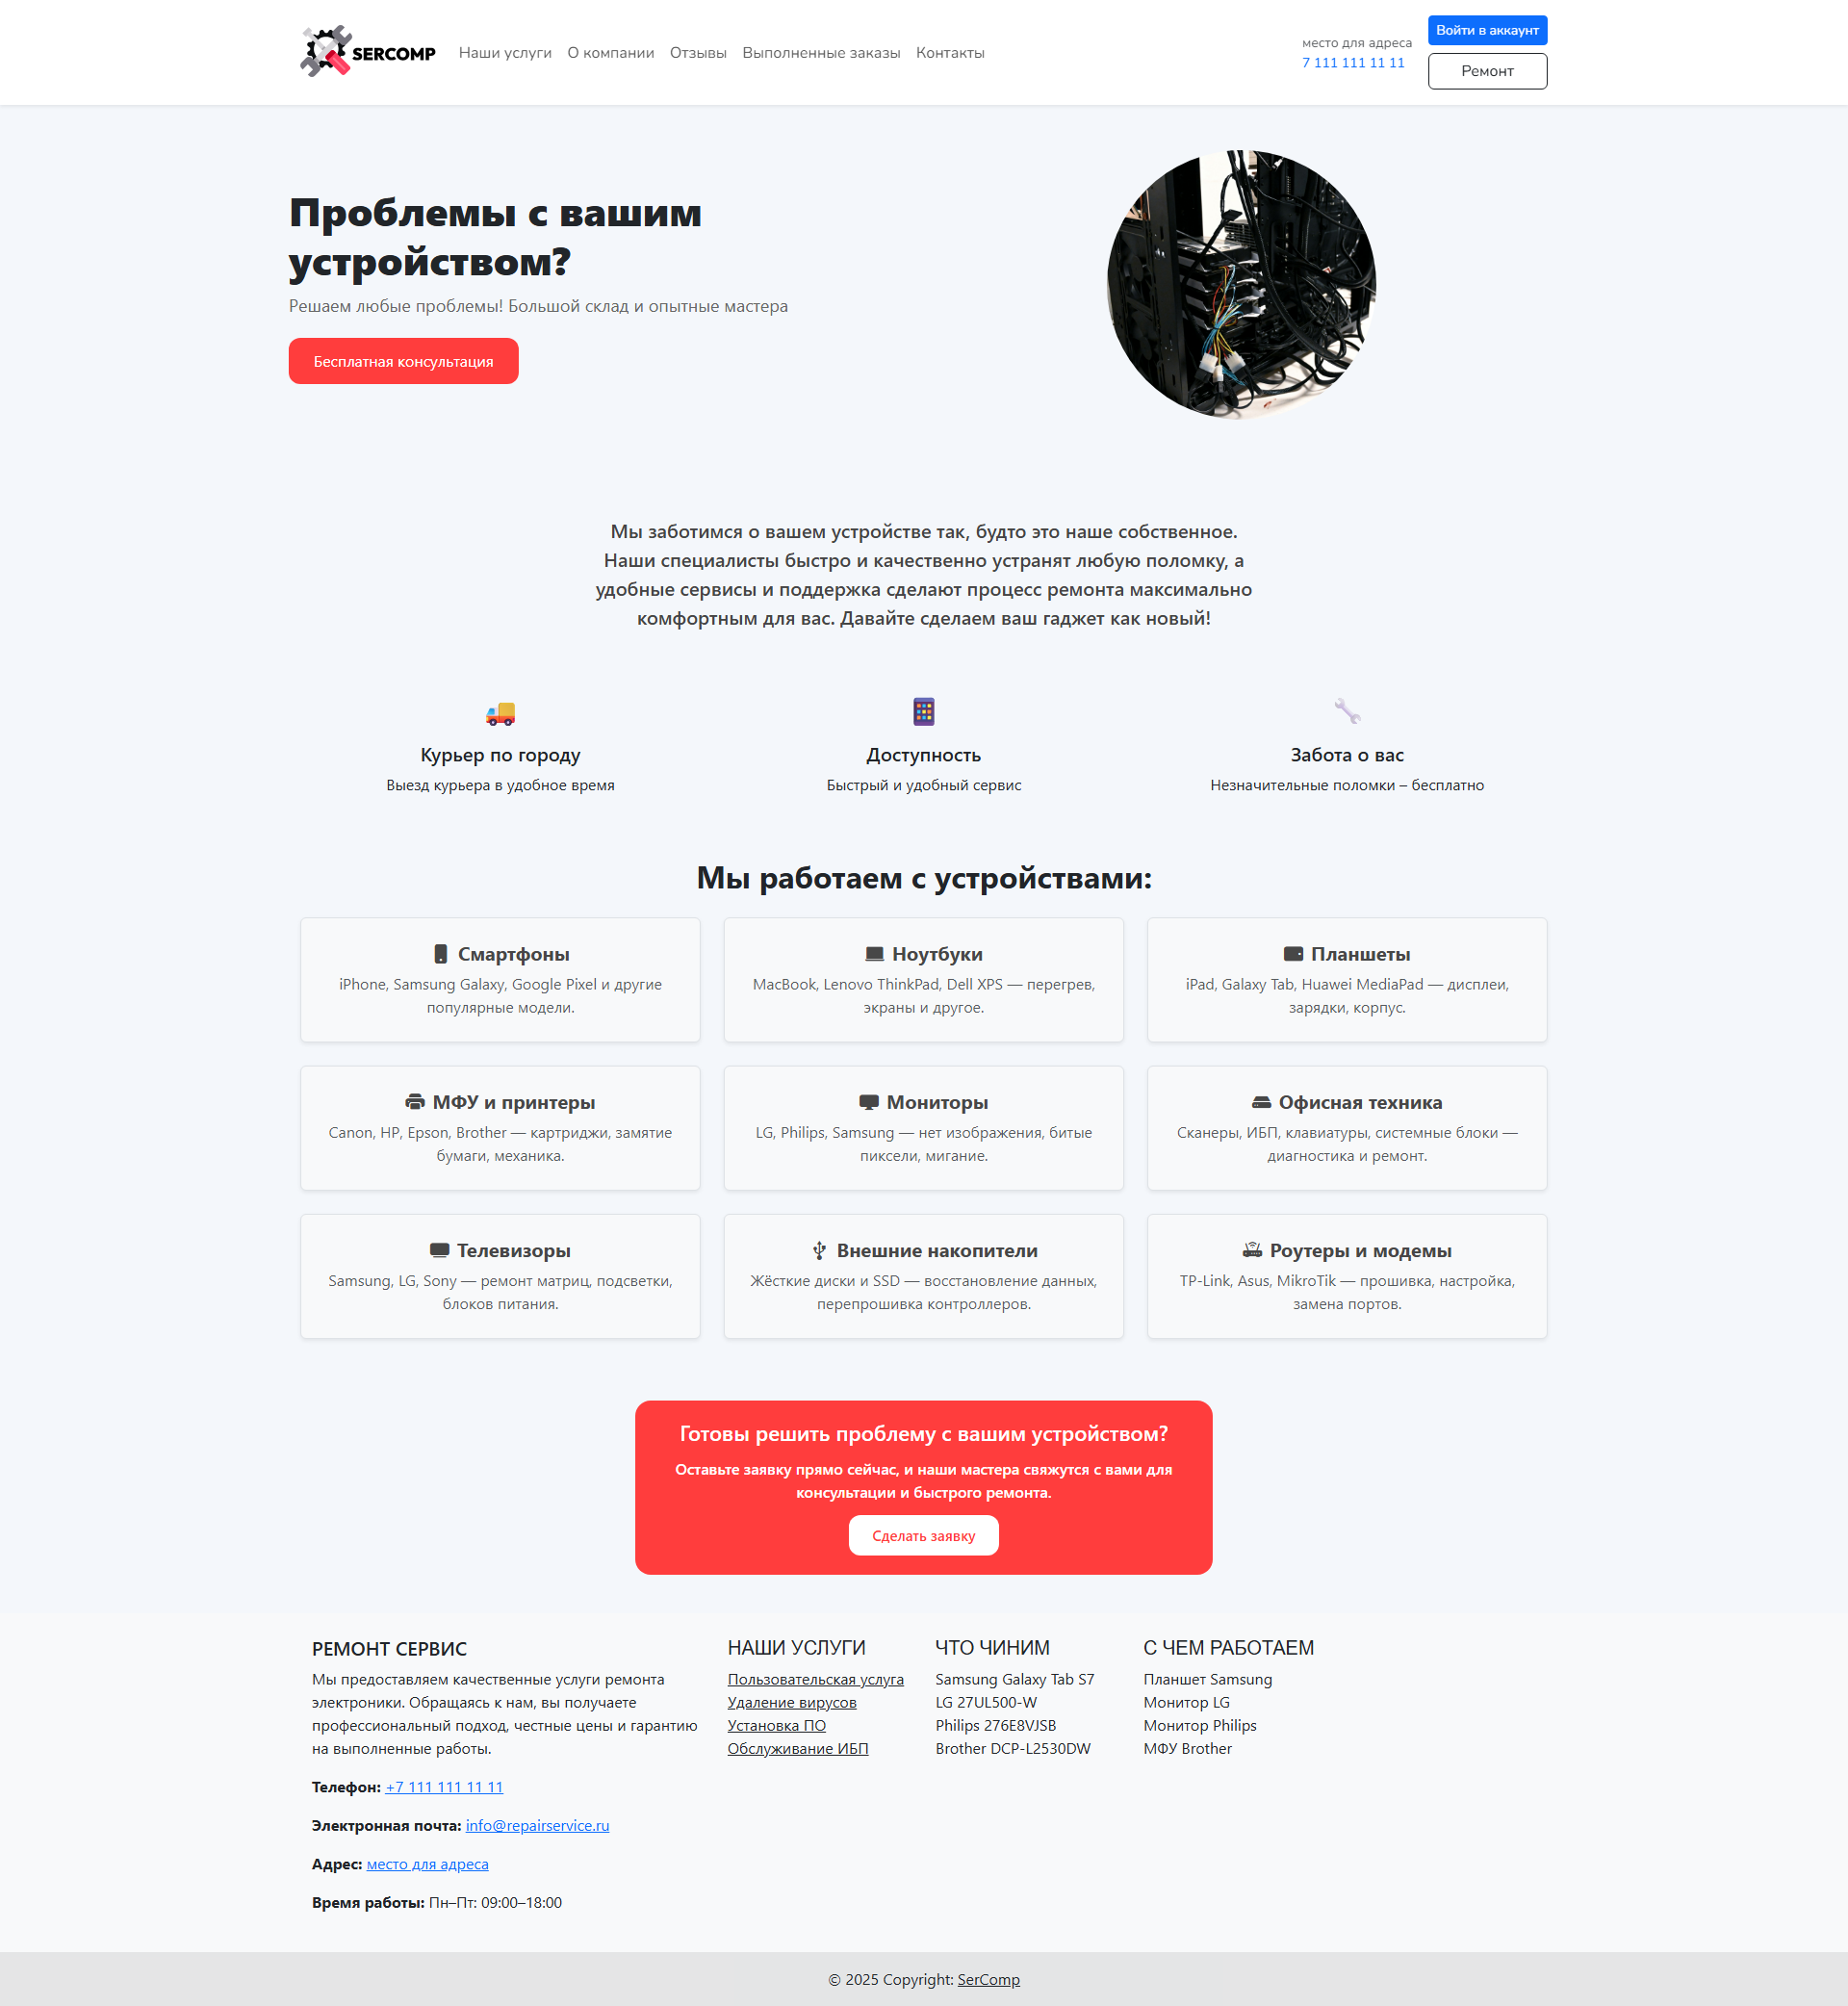 SERCOMP
Наши услуги
О компании
Отзывы
Выполненные заказы
Контакты
место для адреса
7 111 111 11 11
Войти в аккаунт
Ремонт
Проблемы с вашим
устройством?
Решаем любые проблемы! Большой склад и опытные мастера
Бесплатная консультация
Мы заботимся о вашем устройстве так, будто это наше собственное.
Наши специалисты быстро и качественно устранят любую поломку, а
удобные сервисы и поддержка сделают процесс ремонта максимально
комфортным для вас. Давайте сделаем ваш гаджет как новый!
Курьер по городу
Выезд курьера в удобное время
Доступность
Быстрый и удобный сервис
Забота о вас
Незначительные поломки – бесплатно
Мы работаем с устройствами:
Смартфоны
iPhone, Samsung Galaxy, Google Pixel и другие
популярные модели.
Ноутбуки
MacBook, Lenovo ThinkPad, Dell XPS — перегрев,
экраны и другое.
Планшеты
iPad, Galaxy Tab, Huawei MediaPad — дисплеи,
зарядки, корпус.
МФУ и принтеры
Canon, HP, Epson, Brother — картриджи, замятие
бумаги, механика.
Мониторы
LG, Philips, Samsung — нет изображения, битые
пиксели, мигание.
Офисная техника
Сканеры, ИБП, клавиатуры, системные блоки —
диагностика и ремонт.
Телевизоры
Samsung, LG, Sony — ремонт матриц, подсветки,
блоков питания.
Внешние накопители
Жёсткие диски и SSD — восстановление данных,
перепрошивка контроллеров.
Роутеры и модемы
TP-Link, Asus, MikroTik — прошивка, настройка,
замена портов.
Готовы решить проблему с вашим устройством?
Оставьте заявку прямо сейчас, и наши мастера свяжутся с вами для
консультации и быстрого ремонта.
Сделать заявку
РЕМОНТ СЕРВИС
Мы предоставляем качественные услуги ремонта
электроники. Обращаясь к нам, вы получаете
профессиональный подход, честные цены и гарантию
на выполненные работы.
Телефон: +7 111 111 11 11
Электронная почта: info@repairservice.ru
Адрес: место для адреса
Время работы: Пн–Пт: 09:00–18:00
НАШИ УСЛУГИ
Пользовательская услуга
Удаление вирусов
Установка ПО
Обслуживание ИБП
ЧТО ЧИНИМ
Samsung Galaxy Tab S7
LG 27UL500-W
Philips 276E8VJSB
Brother DCP-L2530DW
С ЧЕМ РАБОТАЕМ
Планшет Samsung
Монитор LG
Монитор Philips
МФУ Brother
© 2025 Copyright: SerComp